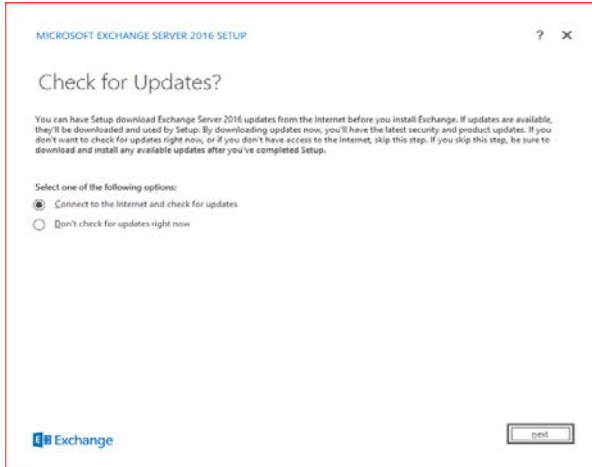 MICROSOFT EXCHANGE SERVER 2016 SETUP
? ×
Check for Updates?
You can have Setup download Exchange Server 2016 updates from the Internet before you install Exchange. If updates are available,
they'll be downloaded and used by Setup. By downloading updates now, you'll have the latest security and product updates. If you
don't want to check for updates right now, or if you don't have access to the Internet, skip this step. If you skip this step, be sure to
download and install any available updates after you've completed Setup.
Select one of the following options:
Connect to the Internet and check for updates
Don't check for updates right now
Exchange
next